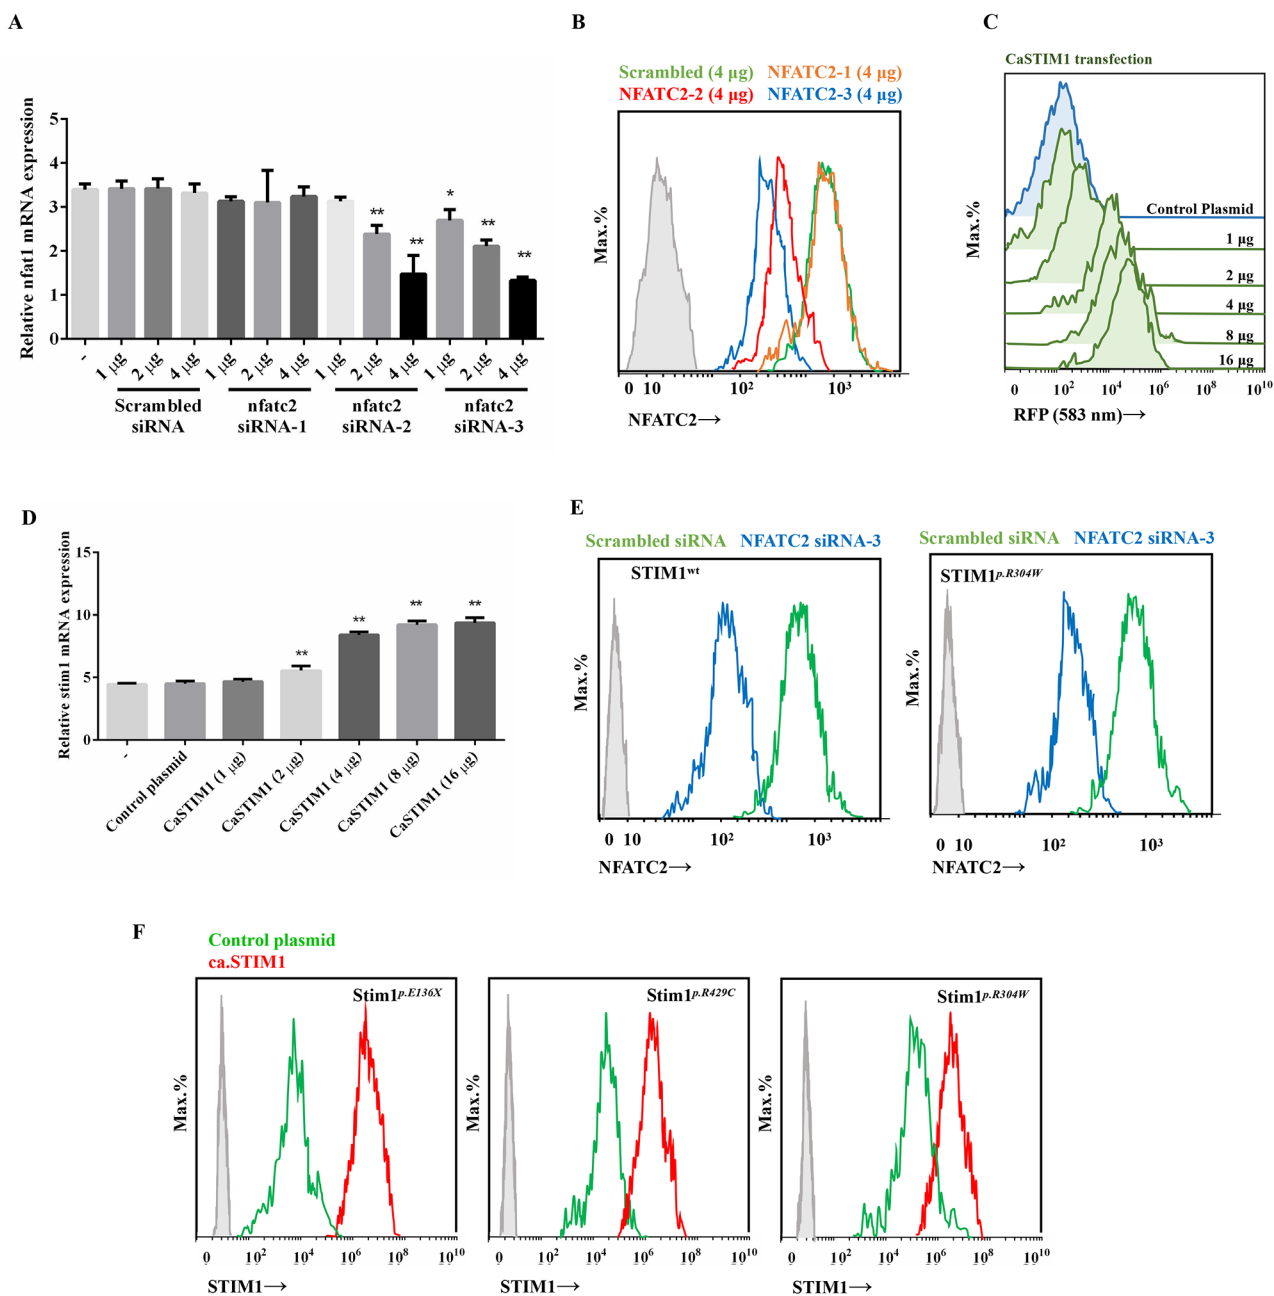 A
Relative nfat1 mRNA expression
5
4
3
2
1
0
** ** * ** **
- 1 μg 2 μg 4 μg 1 μg 2 μg 4 μg 1 μg 2 μg 4 μg 1 μg 2 μg 4 μg
Scrambled siRNA
nfatc2 siRNA-1
nfatc2 siRNA-2
nfatc2 siRNA-3
B
Scrambled (4 μg) NFATC2-1 (4 μg)
NFATC2-2 (4 μg) NFATC2-3 (4 μg)
Max.%
0 10 10² 10³
NFATC2→
C
CaSTIM1 transfection
Max.%
Control Plasmid
1 μg
2 μg
4 μg
8 μg
16 μg
0 10² 10⁴ 10⁶ 10⁸ 10¹⁰
RFP (583 nm)→
D
Relative stim1 mRNA expression
15
10
5
0
** ** ** **
- Control plasmid CaSTIM1 (1 μg) CaSTIM1 (2 μg) CaSTIM1 (4 μg) CaSTIM1 (8 μg) CaSTIM1 (16 μg)
E
Scrambled siRNA NFATC2 siRNA-3
STIM1ʷᵗ
Max.%
0 10 10² 10³
NFATC2→
Scrambled siRNA NFATC2 siRNA-3
STIM1p.R304W
Max.%
0 10 10² 10³
NFATC2→
F
Control plasmid
ca.STIM1
Stim1p.E136X
Max.%
0 10² 10⁴ 10⁶ 10⁸ 10¹⁰
STIM1→
Stim1p.R429C
Max.%
0 10² 10⁴ 10⁶ 10⁸ 10¹⁰
STIM1→
Stim1p.R304W
Max.%
0 10² 10⁴ 10⁶ 10⁸ 10¹⁰
STIM1→